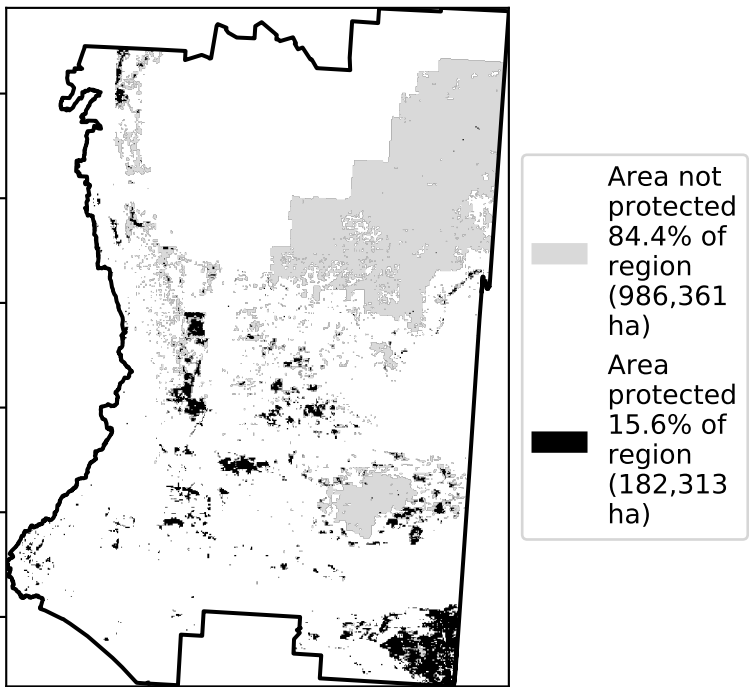 Area not
protected
84.4% of
region
(986,361
ha)
Area
protected
15.6% of
region
(182,313
ha)